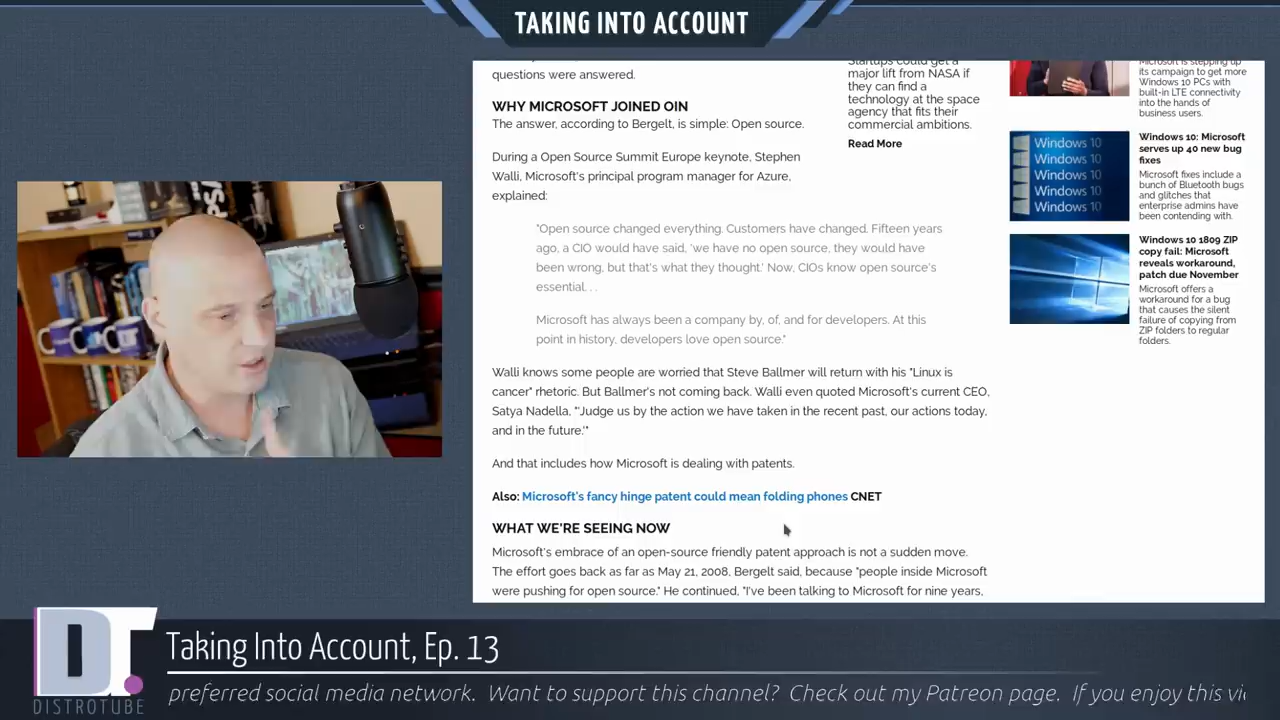 TAKING INTO ACCOUNT
questions were answered.
WHY MICROSOFT JOINED OIN
The answer, according to Bergelt, is simple: Open source.
During a Open Source Summit Europe keynote, Stephen
Walli, Microsoft's principal program manager for Azure,
explained:
"Open source changed everything. Customers have changed. Fifteen years
ago, a CIO would have said, 'we have no open source, they would have
been wrong, but that's what they thought.' Now, CIOs know open source's
essential. . .
Microsoft has always been a company by, of, and for developers. At this
point in history, developers love open source."
Walli knows some people are worried that Steve Ballmer will return with his "Linux is
cancer" rhetoric. But Ballmer's not coming back. Walli even quoted Microsoft's current CEO,
Satya Nadella, "'Judge us by the action we have taken in the recent past, our actions today,
and in the future.'"
And that includes how Microsoft is dealing with patents.
Also: Microsoft's fancy hinge patent could mean folding phones CNET
WHAT WE'RE SEEING NOW
Microsoft's embrace of an open-source friendly patent approach is not a sudden move.
The effort goes back as far as May 21, 2008, Bergelt said, because "people inside Microsoft
were pushing for open source." He continued, "I've been talking to Microsoft for nine years,
Startups could get a
major lift from NASA if
they can find a
technology at the space
agency that fits their
commercial ambitions.
Read More
Microsoft is stepping up
its campaign to get more
Windows 10 PCs with
built-in LTE connectivity
into the hands of
business users.
Windows 10
Windows 10
Windows 10
Windows 10
Windows 10
Windows 10: Microsoft
serves up 40 new bug
fixes
Microsoft fixes include a
bunch of Bluetooth bugs
and glitches that
enterprise admins have
been contending with.
Windows 10 1809 ZIP
copy fail: Microsoft
reveals workaround,
patch due November
Microsoft offers a
workaround for a bug
that causes the silent
failure of copying from
ZIP folders to regular
folders.
DT
DISTROTUBE
Taking Into Account, Ep. 13
preferred social media network. Want to support this channel? Check out my Patreon page. If you enjoy this vi